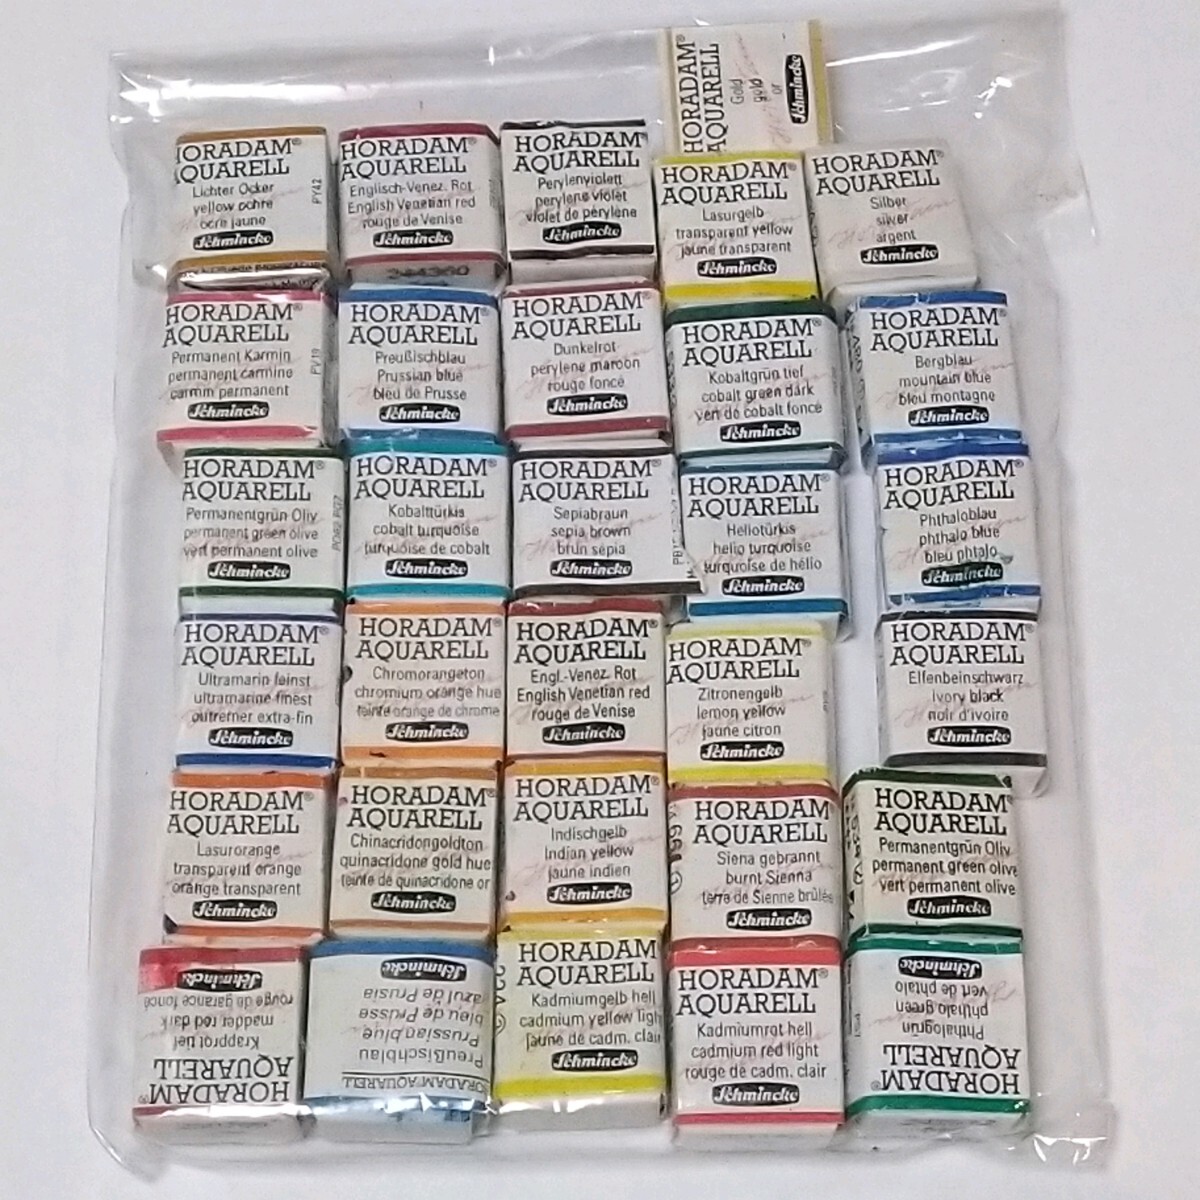 HORADAM®
AQUARELL
Gold
gold
or
Schmincke
HORADAM®
AQUARELL
Lichter Ocker
yellow ochre
ocre jaune
Schmincke
PY42
HORADAM®
AQUARELL
Englisch-Venez. Rot
English Venetian red
rouge de Venise
Schmincke
344360
HORADAM®
AQUARELL
Perylenviolett
perylene violet
violet de pérylène
Schmincke
HORADAM®
AQUARELL
Lasurgelb
transparent yellow
jaune transparent
Schmincke
HORADAM®
AQUARELL
Silber
silver
argent
Schmincke
HORADAM®
AQUARELL
Permanent Karmin
permanent carmine
carmin permanent
Schmincke
PV19
HORADAM®
AQUARELL
Preußischblau
Prussian blue
bleu de Prusse
Schmincke
HORADAM®
AQUARELL
Dunkelrot
perylene maroon
rouge foncé
Schmincke
HORADAM®
AQUARELL
Kobaltgrün tief
cobalt green dark
vert de cobalt foncé
Schmincke
HORADAM®
AQUARELL
Bergblau
mountain blue
bleu montagne
Schmincke
HORADAM®
AQUARELL
Permanentgrün Oliv
permanent green olive
vert permanent olive
Schmincke
HORADAM®
AQUARELL
Kobalttürkis
cobalt turquoise
turquoise de cobalt
Schmincke
HORADAM®
AQUARELL
Sepiabraun
sepia brown
brun sépia
Schmincke
HORADAM®
AQUARELL
Heliotürkis
helio turquoise
turquoise de hélio
Schmincke
HORADAM®
AQUARELL
Phthaloblau
phthalo blue
bleu phtalo
Schmincke
HORADAM®
AQUARELL
Ultramarin feinst
ultramarine finest
outremer extra-fin
Schmincke
HORADAM®
AQUARELL
Chromorangeton
chromium orange hue
teinte orange de chrome
Schmincke
HORADAM®
AQUARELL
Engl.-Venez. Rot
English Venetian red
rouge de Venise
Schmincke
HORADAM®
AQUARELL
Zitronengelb
lemon yellow
jaune citron
Schmincke
HORADAM®
AQUARELL
Elfenbeinschwarz
ivory black
noir d'ivoire
Schmincke
HORADAM®
AQUARELL
Lasurorange
transparent orange
orange transparent
Schmincke
HORADAM®
AQUARELL
Chinacridongoldton
quinacridone gold hue
teinte de quinacridone or
Schmincke
HORADAM®
AQUARELL
Indischgelb
Indian yellow
jaune indien
Schmincke
HORADAM®
AQUARELL
Siena gebrannt
burnt Sienna
terre de Sienne brûlée
Schmincke
HORADAM®
AQUARELL
Permanentgrün Oliv
permanent green olive
vert permanent olive
Schmincke
HORADAM®
AQUARELL
Krapprot tief
madder red dark
rouge de garance foncé
Schmincke
HORADAM AQUARELL
Preußischblau
Prussian blue
bleu de Prusse
azul de Prusia
Schmincke
HORADAM
AQUARELL
Kadmiumgelb hell
cadmium yellow light
jaune de cadm. clair
Schmincke
HORADAM®
AQUARELL
Kadmiumrot hell
cadmium red light
rouge de cadm. clair
Schmincke
HORADAM®
AQUARELL
Phthalogrün
phthalo green
vert de phtalo
Schmincke